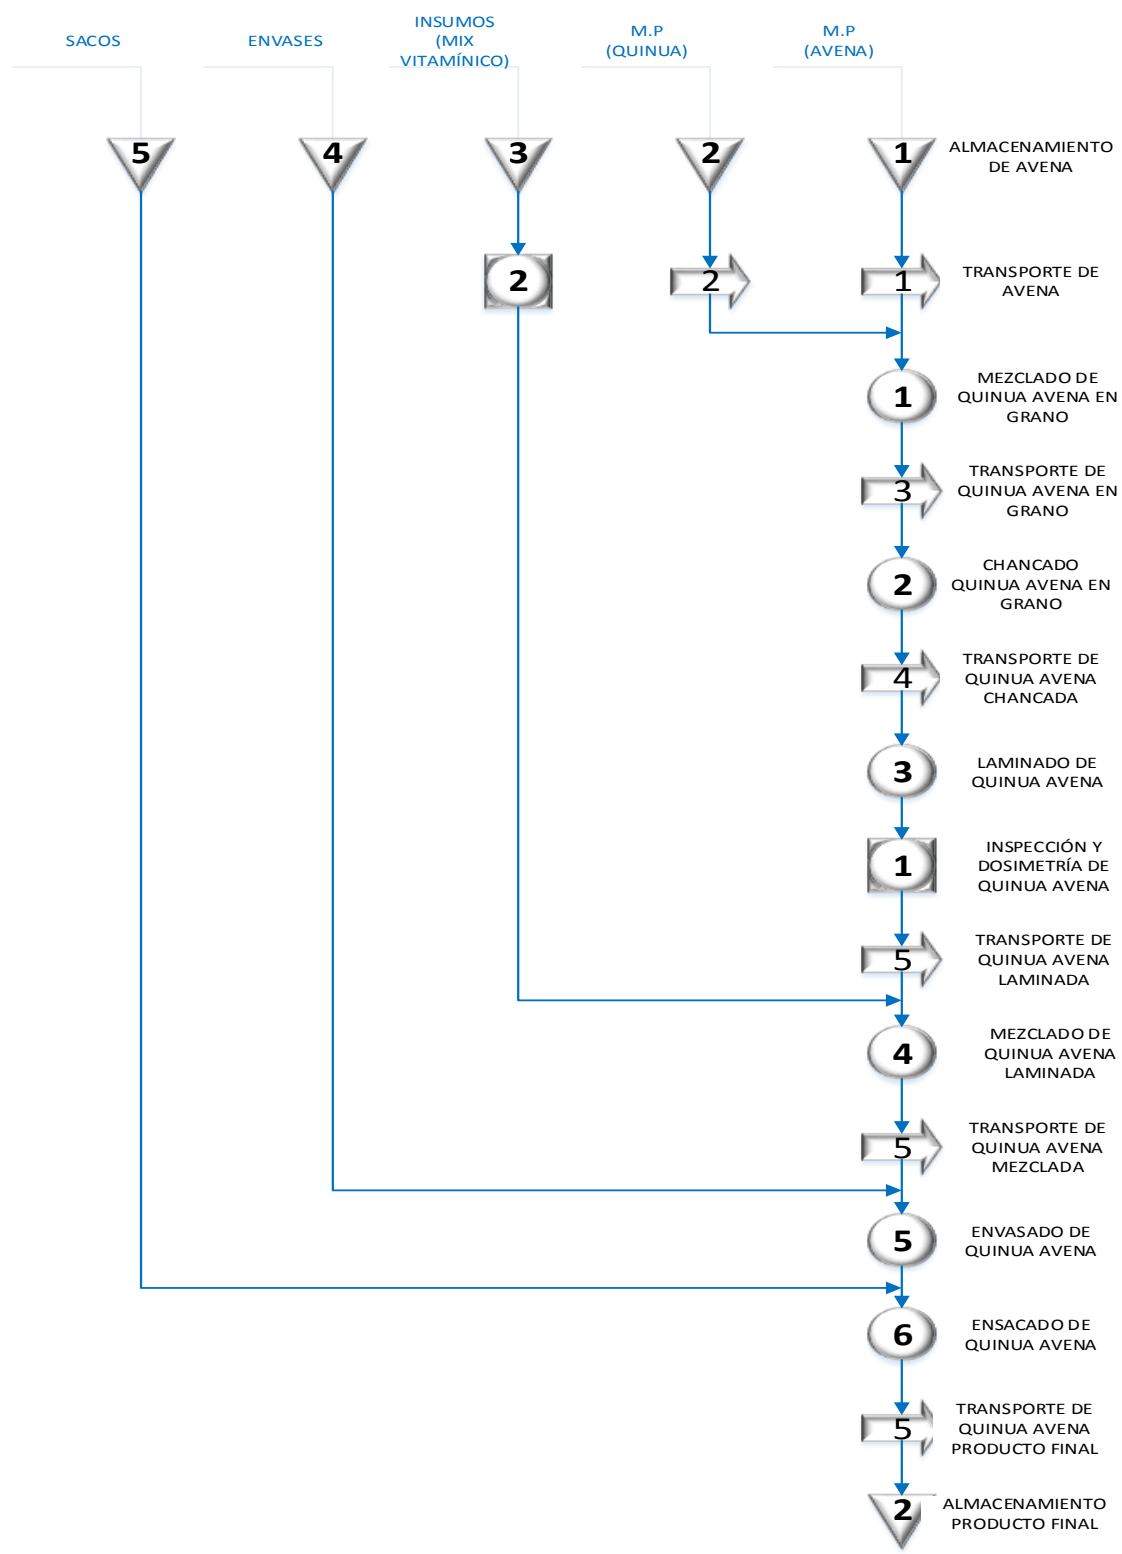 SACOS
ENVASES
INSUMOS
(MIX
VITAMÍNICO)
M.P
(QUINUA)
M.P
(AVENA)
5
4
3
2
1
ALMACENAMIENTO
DE AVENA
2
2
1
TRANSPORTE DE
AVENA
1
MEZCLADO DE
QUINUA AVENA EN
GRANO
3
TRANSPORTE DE
QUINUA AVENA EN
GRANO
2
CHANCADO
QUINUA AVENA EN
GRANO
4
TRANSPORTE DE
QUINUA AVENA
CHANCADA
3
LAMINADO DE
QUINUA AVENA
1
INSPECCIÓN Y
DOSIMETRÍA DE
QUINUA AVENA
5
TRANSPORTE DE
QUINUA AVENA
LAMINADA
4
MEZCLADO DE
QUINUA AVENA
LAMINADA
5
TRANSPORTE DE
QUINUA AVENA
MEZCLADA
5
ENVASADO DE
QUINUA AVENA
6
ENSACADO DE
QUINUA AVENA
5
TRANSPORTE DE
QUINUA AVENA
PRODUCTO FINAL
2
ALMACENAMIENTO
PRODUCTO FINAL